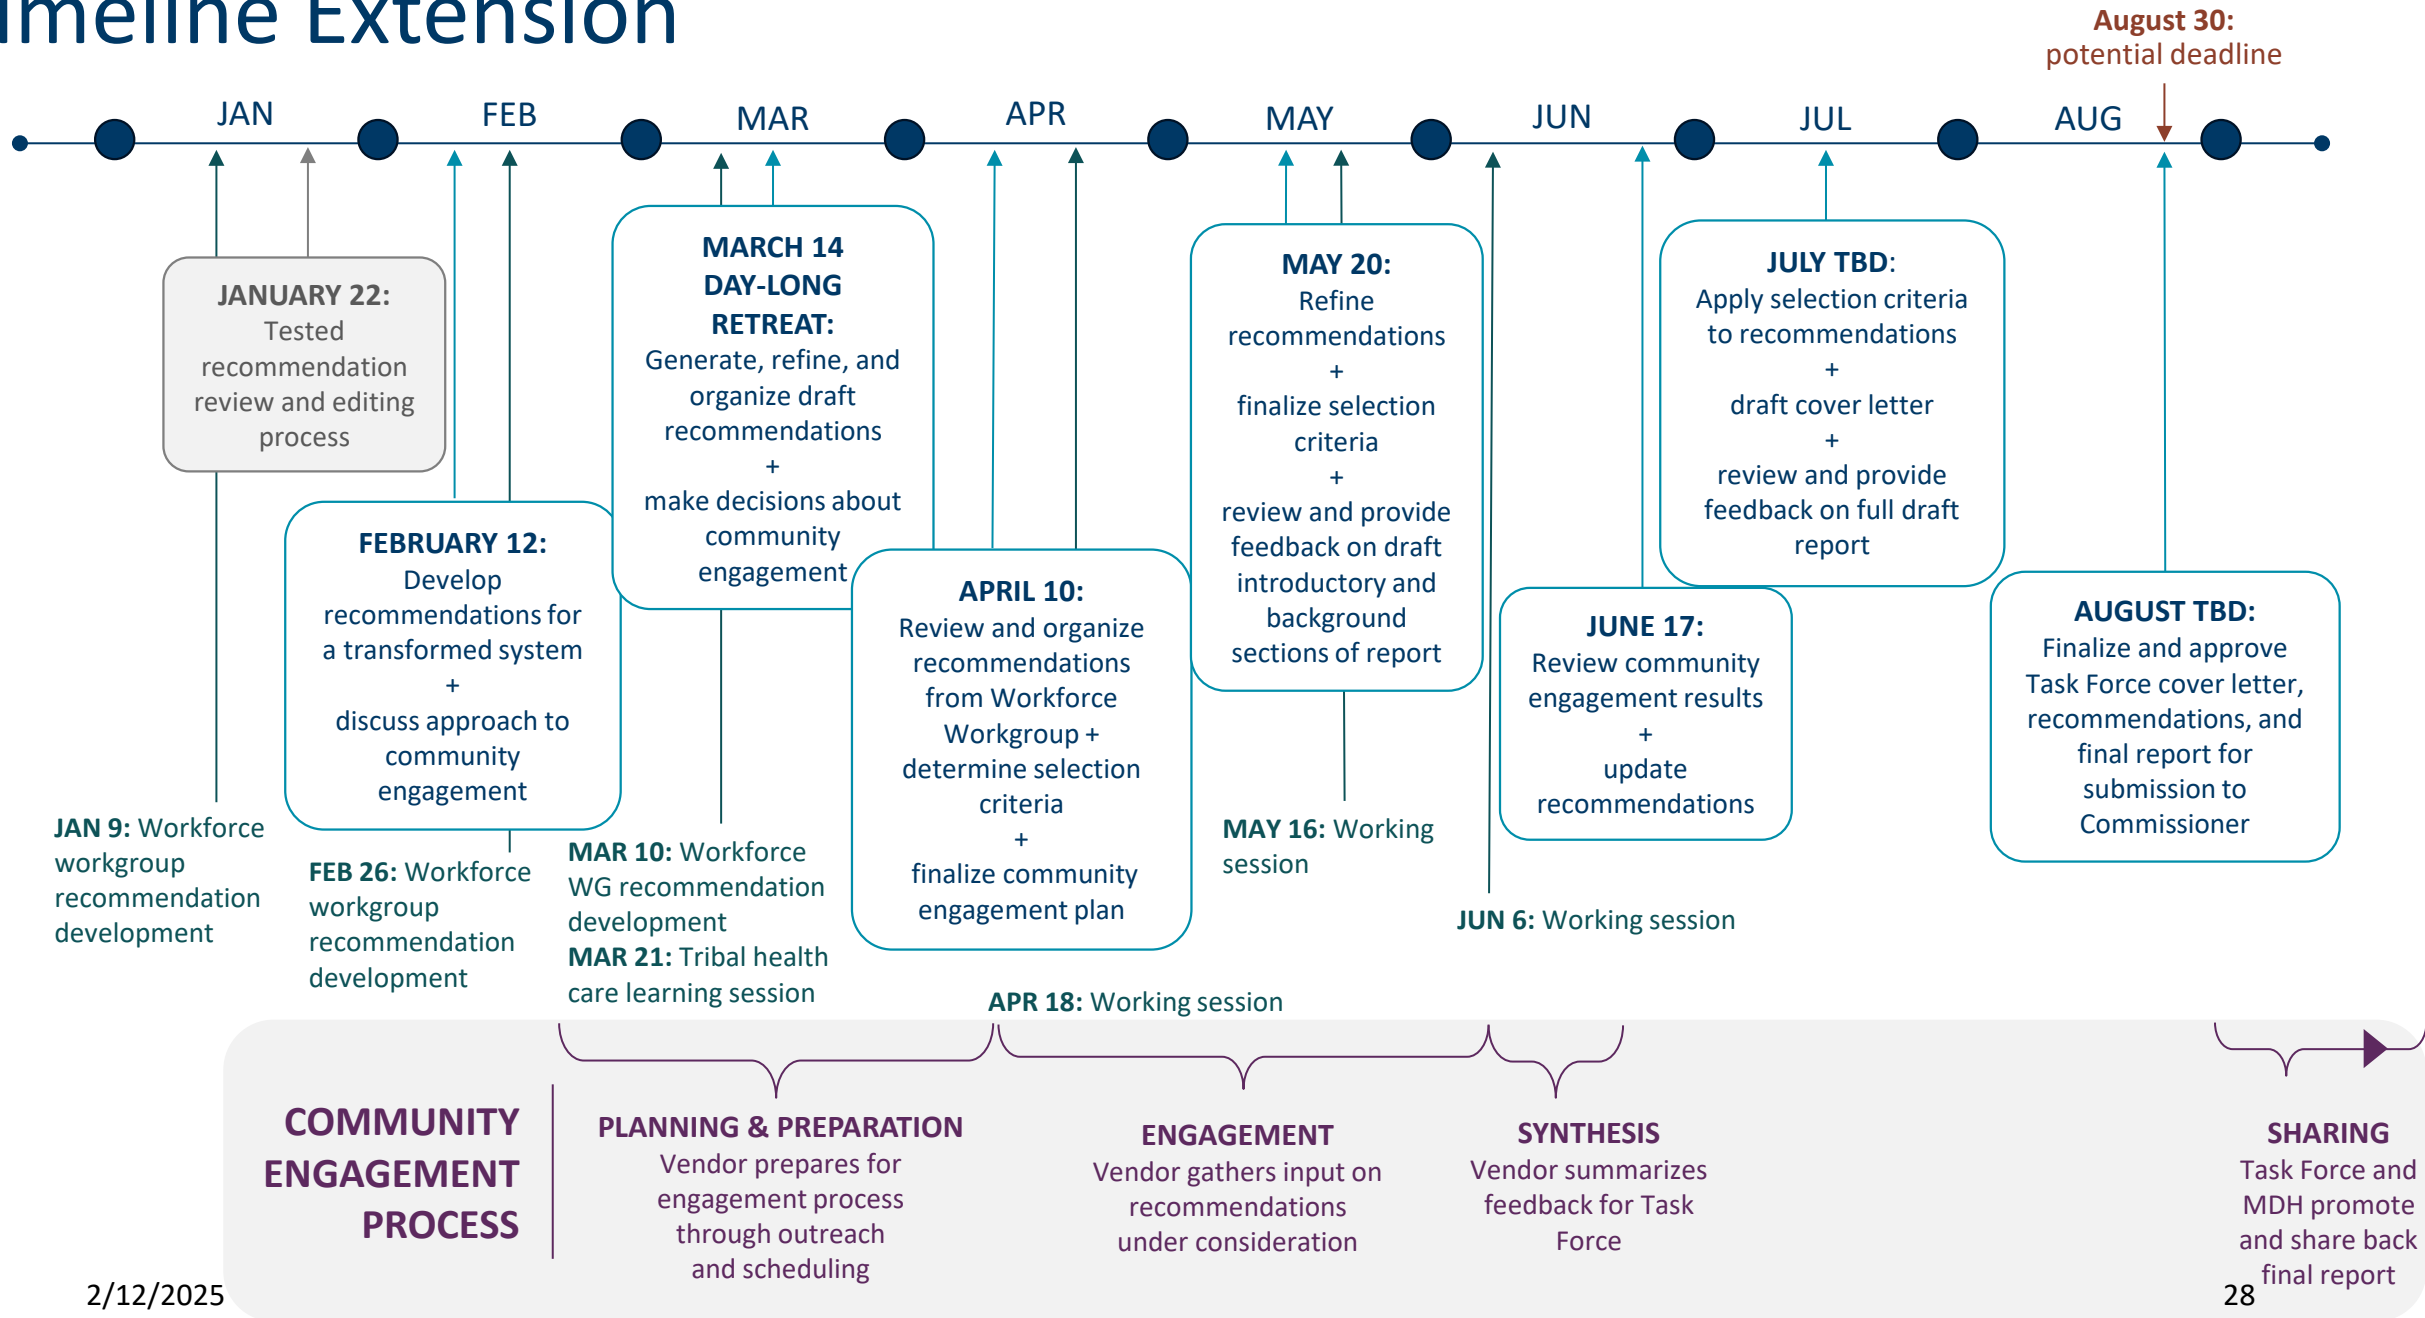 imeline Extension
August 30:
potential deadline
JAN
FEB
MAR
APR
MAY
JUN
JUL
AUG
JANUARY 22:
Tested
recommendation
review and editing
process
FEBRUARY 12:
Develop
recommendations for
a transformed system
+
discuss approach to
community
engagement
MARCH 14
DAY-LONG
RETREAT:
Generate, refine, and
organize draft
recommendations
+
make decisions about
community
engagement
APRIL 10:
Review and organize
recommendations
from Workforce
Workgroup +
determine selection
criteria
+
finalize community
engagement plan
MAY 20:
Refine
recommendations
+
finalize selection
criteria
+
review and provide
feedback on draft
introductory and
background
sections of report
JUNE 17:
Review community
engagement results
+
update
recommendations
JULY TBD:
Apply selection criteria
to recommendations
+
draft cover letter
+
review and provide
feedback on full draft
report
AUGUST TBD:
Finalize and approve
Task Force cover letter,
recommendations, and
final report for
submission to
Commissioner
JAN 9: Workforce
workgroup
recommendation
development
FEB 26: Workforce
workgroup
recommendation
development
MAR 10: Workforce
WG recommendation
development
MAR 21: Tribal health
care learning session
APR 18: Working session
MAY 16: Working
session
JUN 6: Working session
COMMUNITY
ENGAGEMENT
PROCESS
PLANNING & PREPARATION
Vendor prepares for
engagement process
through outreach
and scheduling
ENGAGEMENT
Vendor gathers input on
recommendations
under consideration
SYNTHESIS
Vendor summarizes
feedback for Task
Force
SHARING
Task Force and
MDH promote
and share back
final report
2/12/2025
28